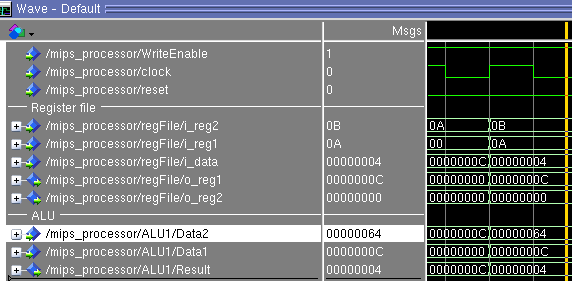 Wave - Default
Msgs
/mips_processor/WriteEnable 1
/mips_processor/clock 0
/mips_processor/reset 0
Register file
/mips_processor/regFile/i_reg2 0B 0A 0B
/mips_processor/regFile/i_reg1 0A 00 0A
/mips_processor/regFile/i_data 00000004 0000000C 00000004
/mips_processor/regFile/o_reg1 0000000C 00000000 0000000C
/mips_processor/regFile/o_reg2 00000000 00000000 00000000
ALU
/mips_processor/ALU1/Data2 00000064 0000000C 00000064
/mips_processor/ALU1/Data1 0000000C 00000000 0000000C
/mips_processor/ALU1/Result 00000004 0000000C 00000004